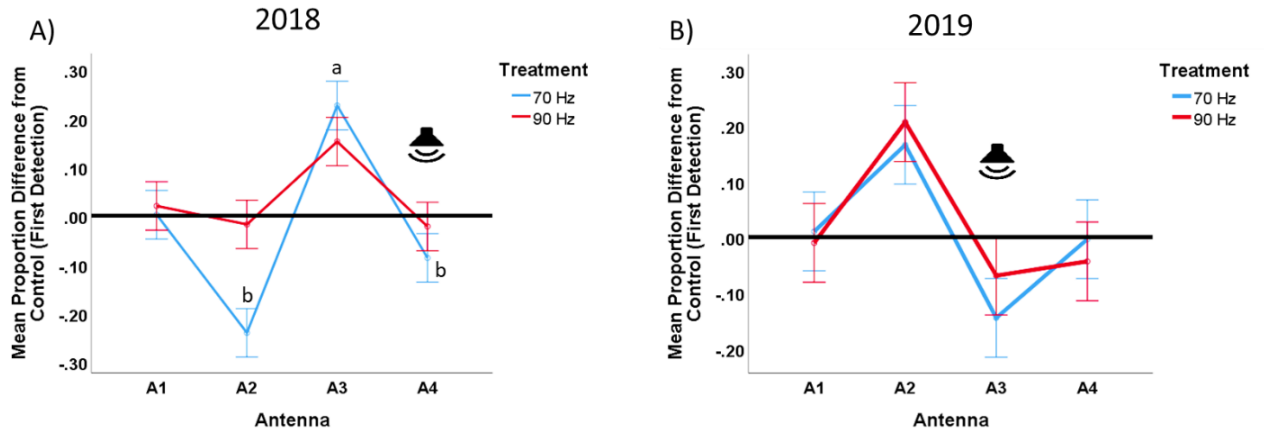 A)
2018
Mean Proportion Difference from
Control (First Detection)
.30
.20
.10
.00
-.10
-.20
-.30
a
b
b
Treatment
70 Hz
90 Hz
A1 A2 A3 A4
Antenna
B)
2019
Mean Proportion Difference from
Control (First Detection)
.30
.20
.10
.00
-.10
-.20
Treatment
70 Hz
90 Hz
A1 A2 A3 A4
Antenna